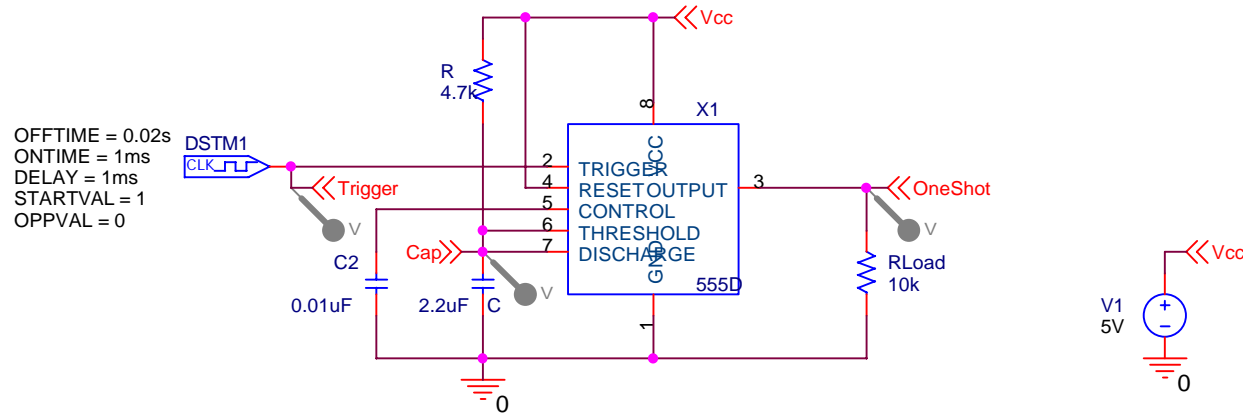 OFFTIME = 0.02s
ONTIME = 1ms
DELAY = 1ms
STARTVAL = 1
OPPVAL = 0
DSTM1
CLK
Trigger
V
R
4.7k
Vcc
8
X1
VCC
2
TRIGGER
4
RESET
OUTPUT
3
5
CONTROL
6
THRESHOLD
7
DISCHARGE
GND
555D
1
Cap
C2
0.01uF
2.2uF
C
V
0
OneShot
V
RLoad
10k
Vcc
V1
5V
0